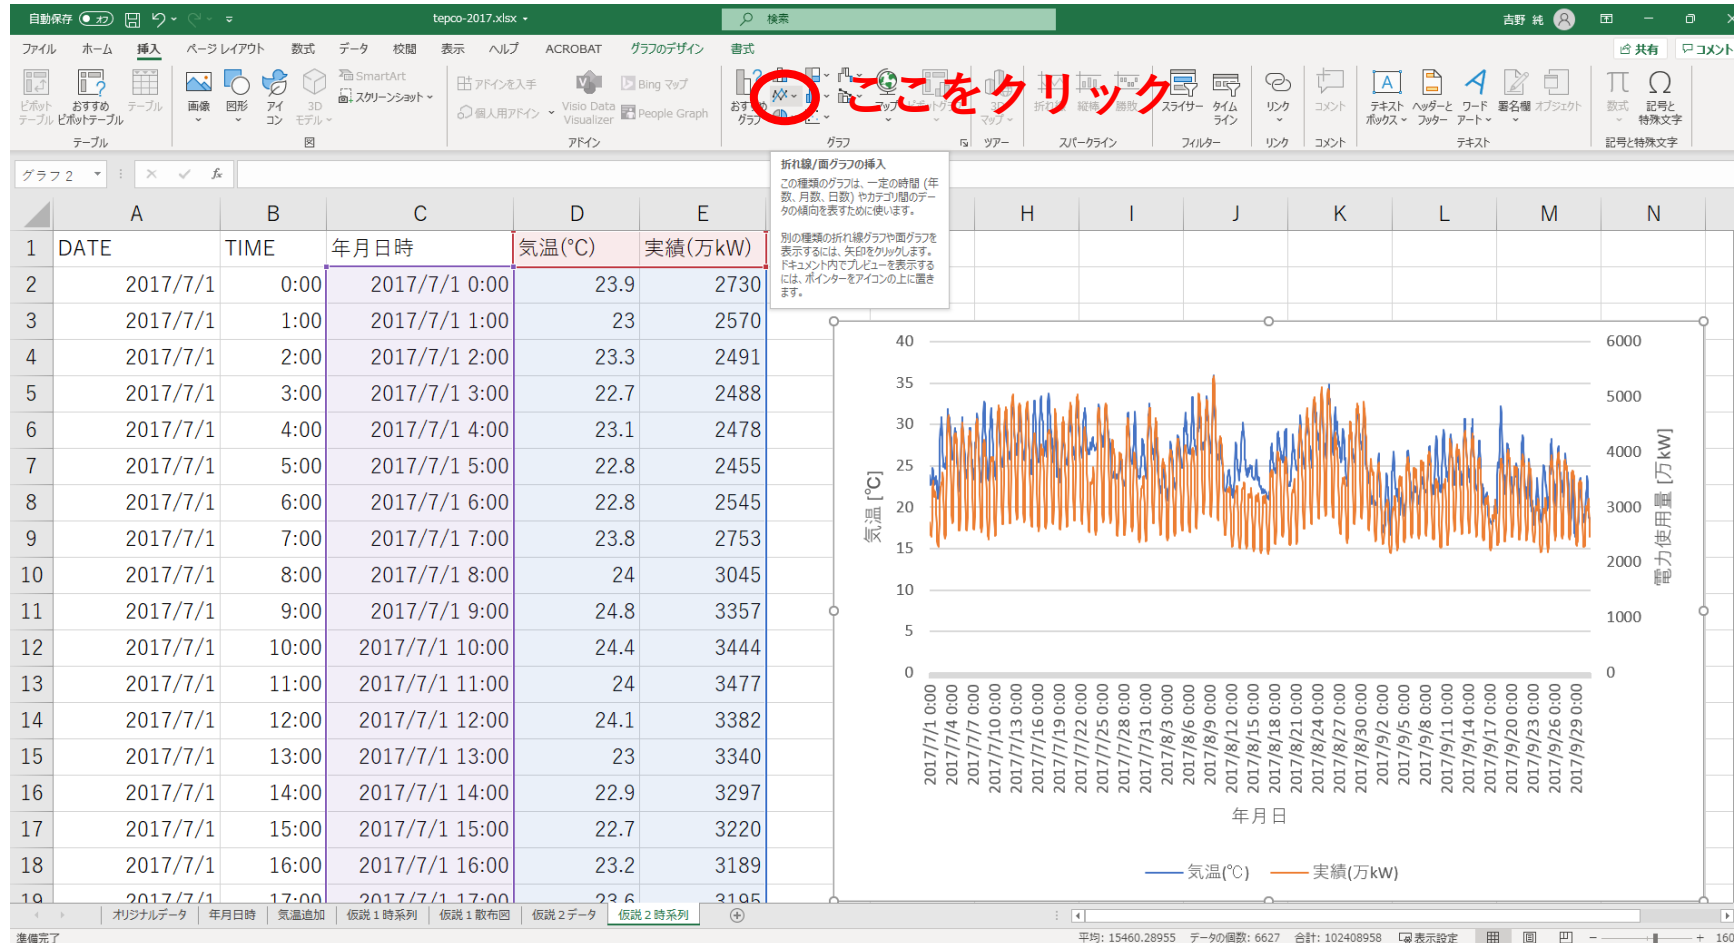 自動保存 オフ tepco-2017.xlsx 検索 吉野 純
ファイル ホーム 挿入 ページ レイアウト 数式 データ 校閲 表示 ヘルプ ACROBAT グラフのデザイン 書式 共有 コメント
ピボット
テーブル
おすすめ
ピボットテーブル
テーブル
画像
図形
アイ
コン
3D
モデル
SmartArt
スクリーンショット
アドインを入手
個人用アドイン
Visio Data
Visualizer
Bing マップ
People Graph
おすすめ
グラフ
ここをクリック
マップ
3D
マップ
折れ線
縦棒
勝敗
スライサー
タイム
ライン
リンク
コメント
テキスト
ボックス
ヘッダーと
フッター
ワード
アート
署名欄
オブジェクト
数式
記号と
特殊文字
テーブル 図 アドイン グラフ ツアー スパークライン フィルター リンク コメント テキスト 記号と特殊文字
グラフ 2 fx
折れ線/面グラフの挿入
この種類のグラフは、一定の時間 (年
数、月数、日数) やカテゴリ間のデー
タの傾向を表すために使います。
別の種類の折れ線グラフや面グラフを
表示するには、矢印をクリックします。
ドキュメント内でプレビューを表示する
には、ポインターをアイコンの上に置き
ます。
A B C D E H I J K L M N
1 DATE TIME 年月日時 気温(℃) 実績(万kW)
2 2017/7/1 0:00 2017/7/1 0:00 23.9 2730
3 2017/7/1 1:00 2017/7/1 1:00 23 2570
4 2017/7/1 2:00 2017/7/1 2:00 23.3 2491
5 2017/7/1 3:00 2017/7/1 3:00 22.7 2488
6 2017/7/1 4:00 2017/7/1 4:00 23.1 2478
7 2017/7/1 5:00 2017/7/1 5:00 22.8 2455
8 2017/7/1 6:00 2017/7/1 6:00 22.8 2545
9 2017/7/1 7:00 2017/7/1 7:00 23.8 2753
10 2017/7/1 8:00 2017/7/1 8:00 24 3045
11 2017/7/1 9:00 2017/7/1 9:00 24.8 3357
12 2017/7/1 10:00 2017/7/1 10:00 24.4 3444
13 2017/7/1 11:00 2017/7/1 11:00 24 3477
14 2017/7/1 12:00 2017/7/1 12:00 24.1 3382
15 2017/7/1 13:00 2017/7/1 13:00 23 3340
16 2017/7/1 14:00 2017/7/1 14:00 22.9 3297
17 2017/7/1 15:00 2017/7/1 15:00 22.7 3220
18 2017/7/1 16:00 2017/7/1 16:00 23.2 3189
19 2017/7/1 17:00 2017/7/1 17:00 23.6 3195
40
35
30
25
20
15
10
5
0
気温 [℃]
6000
5000
4000
3000
2000
1000
0
電力使用量 [万kW]
2017/7/1 0:00
2017/7/4 0:00
2017/7/7 0:00
2017/7/10 0:00
2017/7/13 0:00
2017/7/16 0:00
2017/7/19 0:00
2017/7/22 0:00
2017/7/25 0:00
2017/7/28 0:00
2017/7/31 0:00
2017/8/3 0:00
2017/8/6 0:00
2017/8/9 0:00
2017/8/12 0:00
2017/8/15 0:00
2017/8/18 0:00
2017/8/21 0:00
2017/8/24 0:00
2017/8/27 0:00
2017/8/30 0:00
2017/9/2 0:00
2017/9/5 0:00
2017/9/8 0:00
2017/9/11 0:00
2017/9/14 0:00
2017/9/17 0:00
2017/9/20 0:00
2017/9/23 0:00
2017/9/26 0:00
2017/9/29 0:00
年月日
気温(℃) 実績(万kW)
オリジナルデータ 年月日時 気温追加 仮説１時系列 仮説１散布図 仮説２データ 仮説２時系列
準備完了 平均: 15460.28955 データの個数: 6627 合計: 102408958 表示設定 160